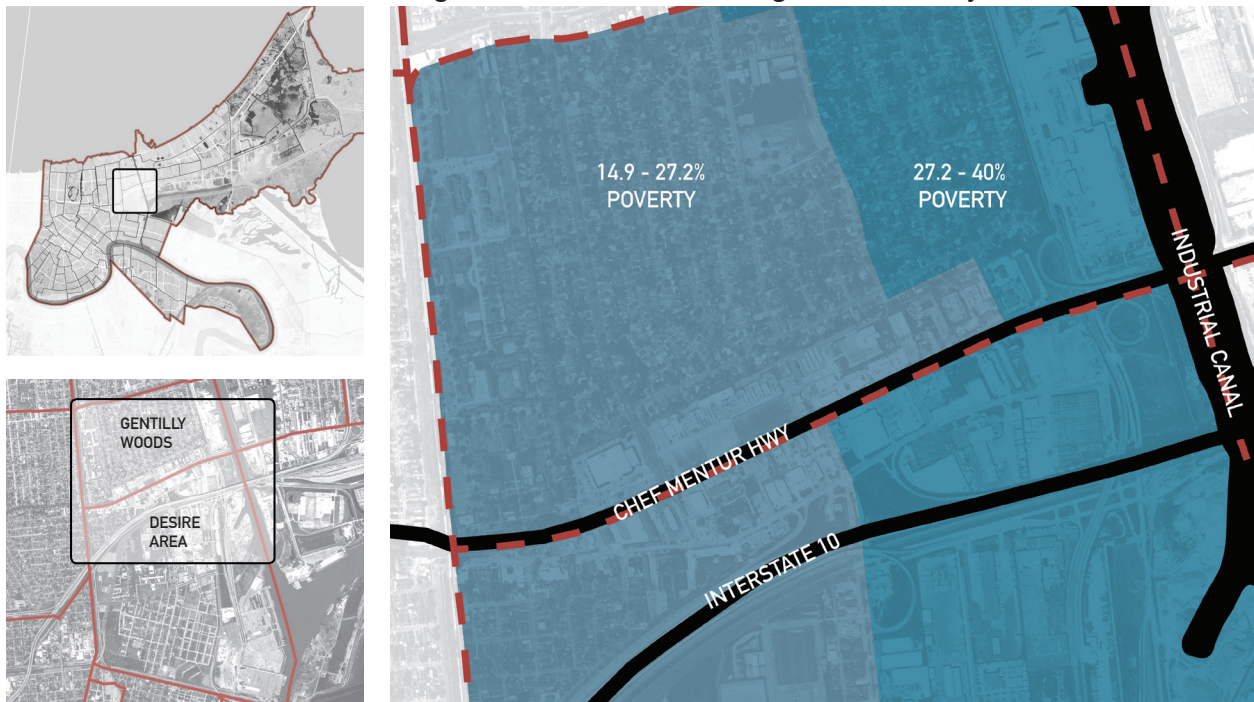 GENTILLY
WOODS
DESIRE
AREA
14.9 - 27.2%
POVERTY
27.2 - 40%
POVERTY
INDUSTRIAL CANAL
CHEF MENTUR HWY
INTERSTATE 10